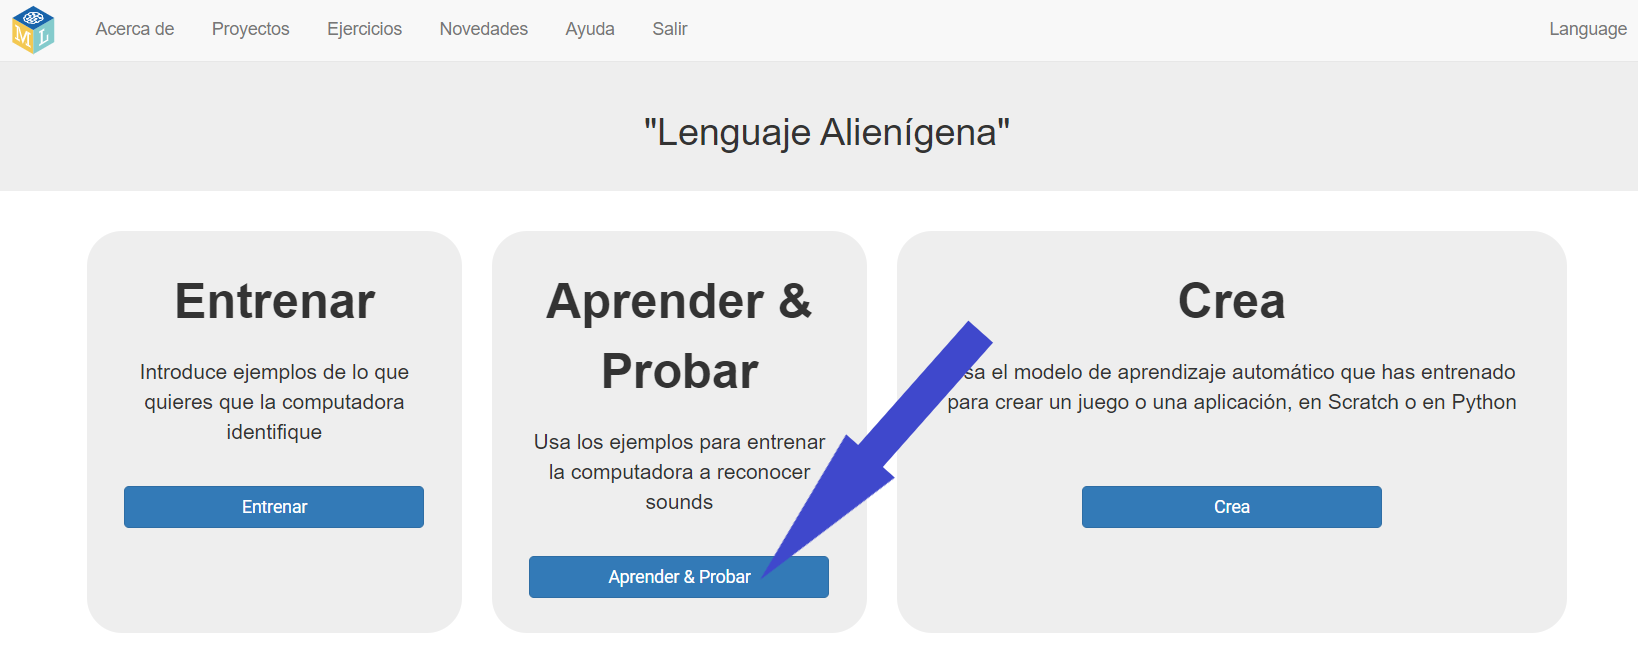 ML
Acerca de Proyectos Ejercicios Novedades Ayuda Salir Language
"Lenguaje Alienígena"
Entrenar
Introduce ejemplos de lo que
quieres que la computadora
identifique
Entrenar
Aprender &
Probar
Usa los ejemplos para entrenar
la computadora a reconocer
sounds
Aprender & Probar
Crea
sa el modelo de aprendizaje automático que has entrenado
para crear un juego o una aplicación, en Scratch o en Python
Crea